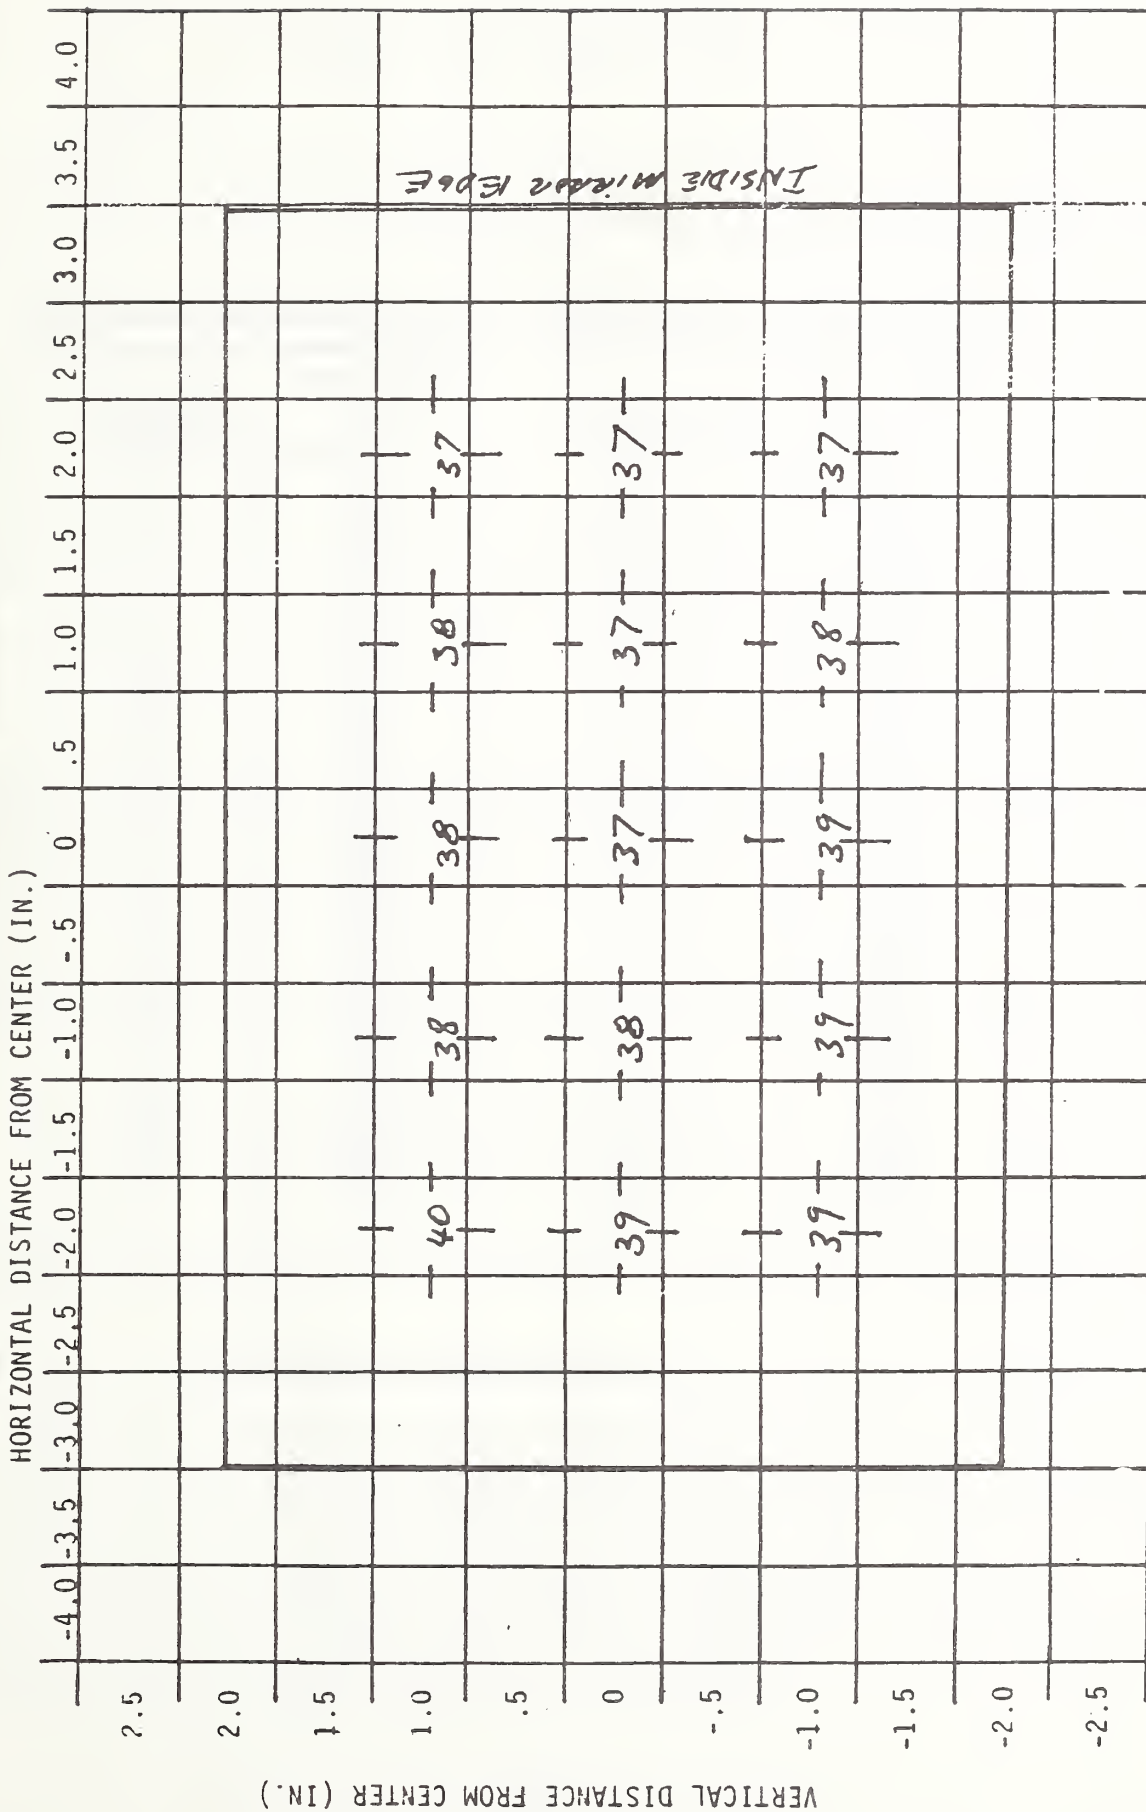 HORIZONTAL DISTANCE FROM CENTER (IN.)
-4.0 -3.5 -3.0 -2.5 -2.0 -1.5 -1.0 -.5 0 .5 1.0 1.5 2.0 2.5 3.0 3.5 4.0
VERTICAL DISTANCE FROM CENTER (IN.)
2.5
2.0
1.5
1.0 40 38 38 38 37
.5
0 39 38 37 37 37
-.5
-1.0 39 39 39 38 37
-1.5
-2.0
-2.5
INSIDE MIRROR EDGE